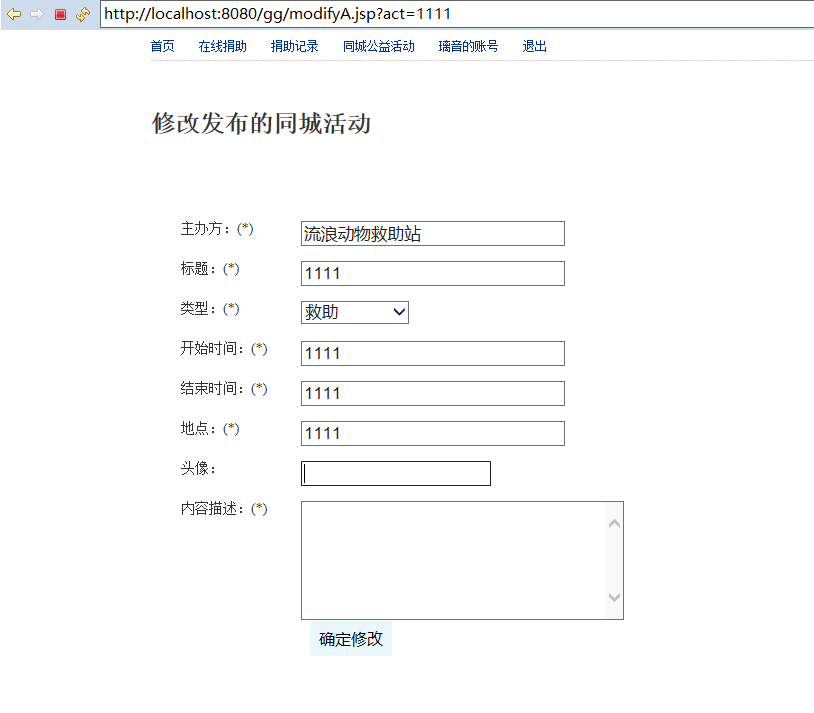 http://localhost:8080/gg/modifyA.jsp?act=1111
首页 在线捐助 捐助记录 同城公益活动 璃音的账号 退出
修改发布的同城活动
主办方：(*) 流浪动物救助站
标题：(*) 1111
类型：(*) 救助
开始时间：(*) 1111
结束时间：(*) 1111
地点：(*) 1111
头像：
内容描述：(*)
确定修改